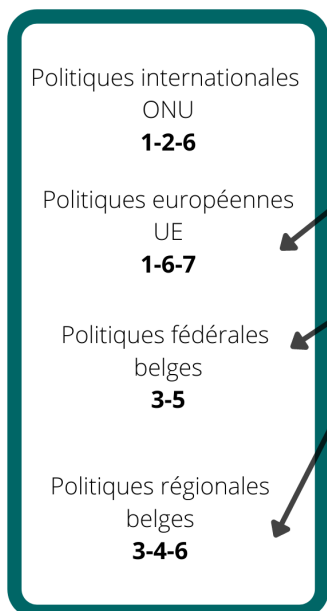 Politiques internationales
ONU
1-2-6
Politiques européennes
UE
1-6-7
Politiques fédérales
belges
3-5
Politiques régionales
belges
3-4-6